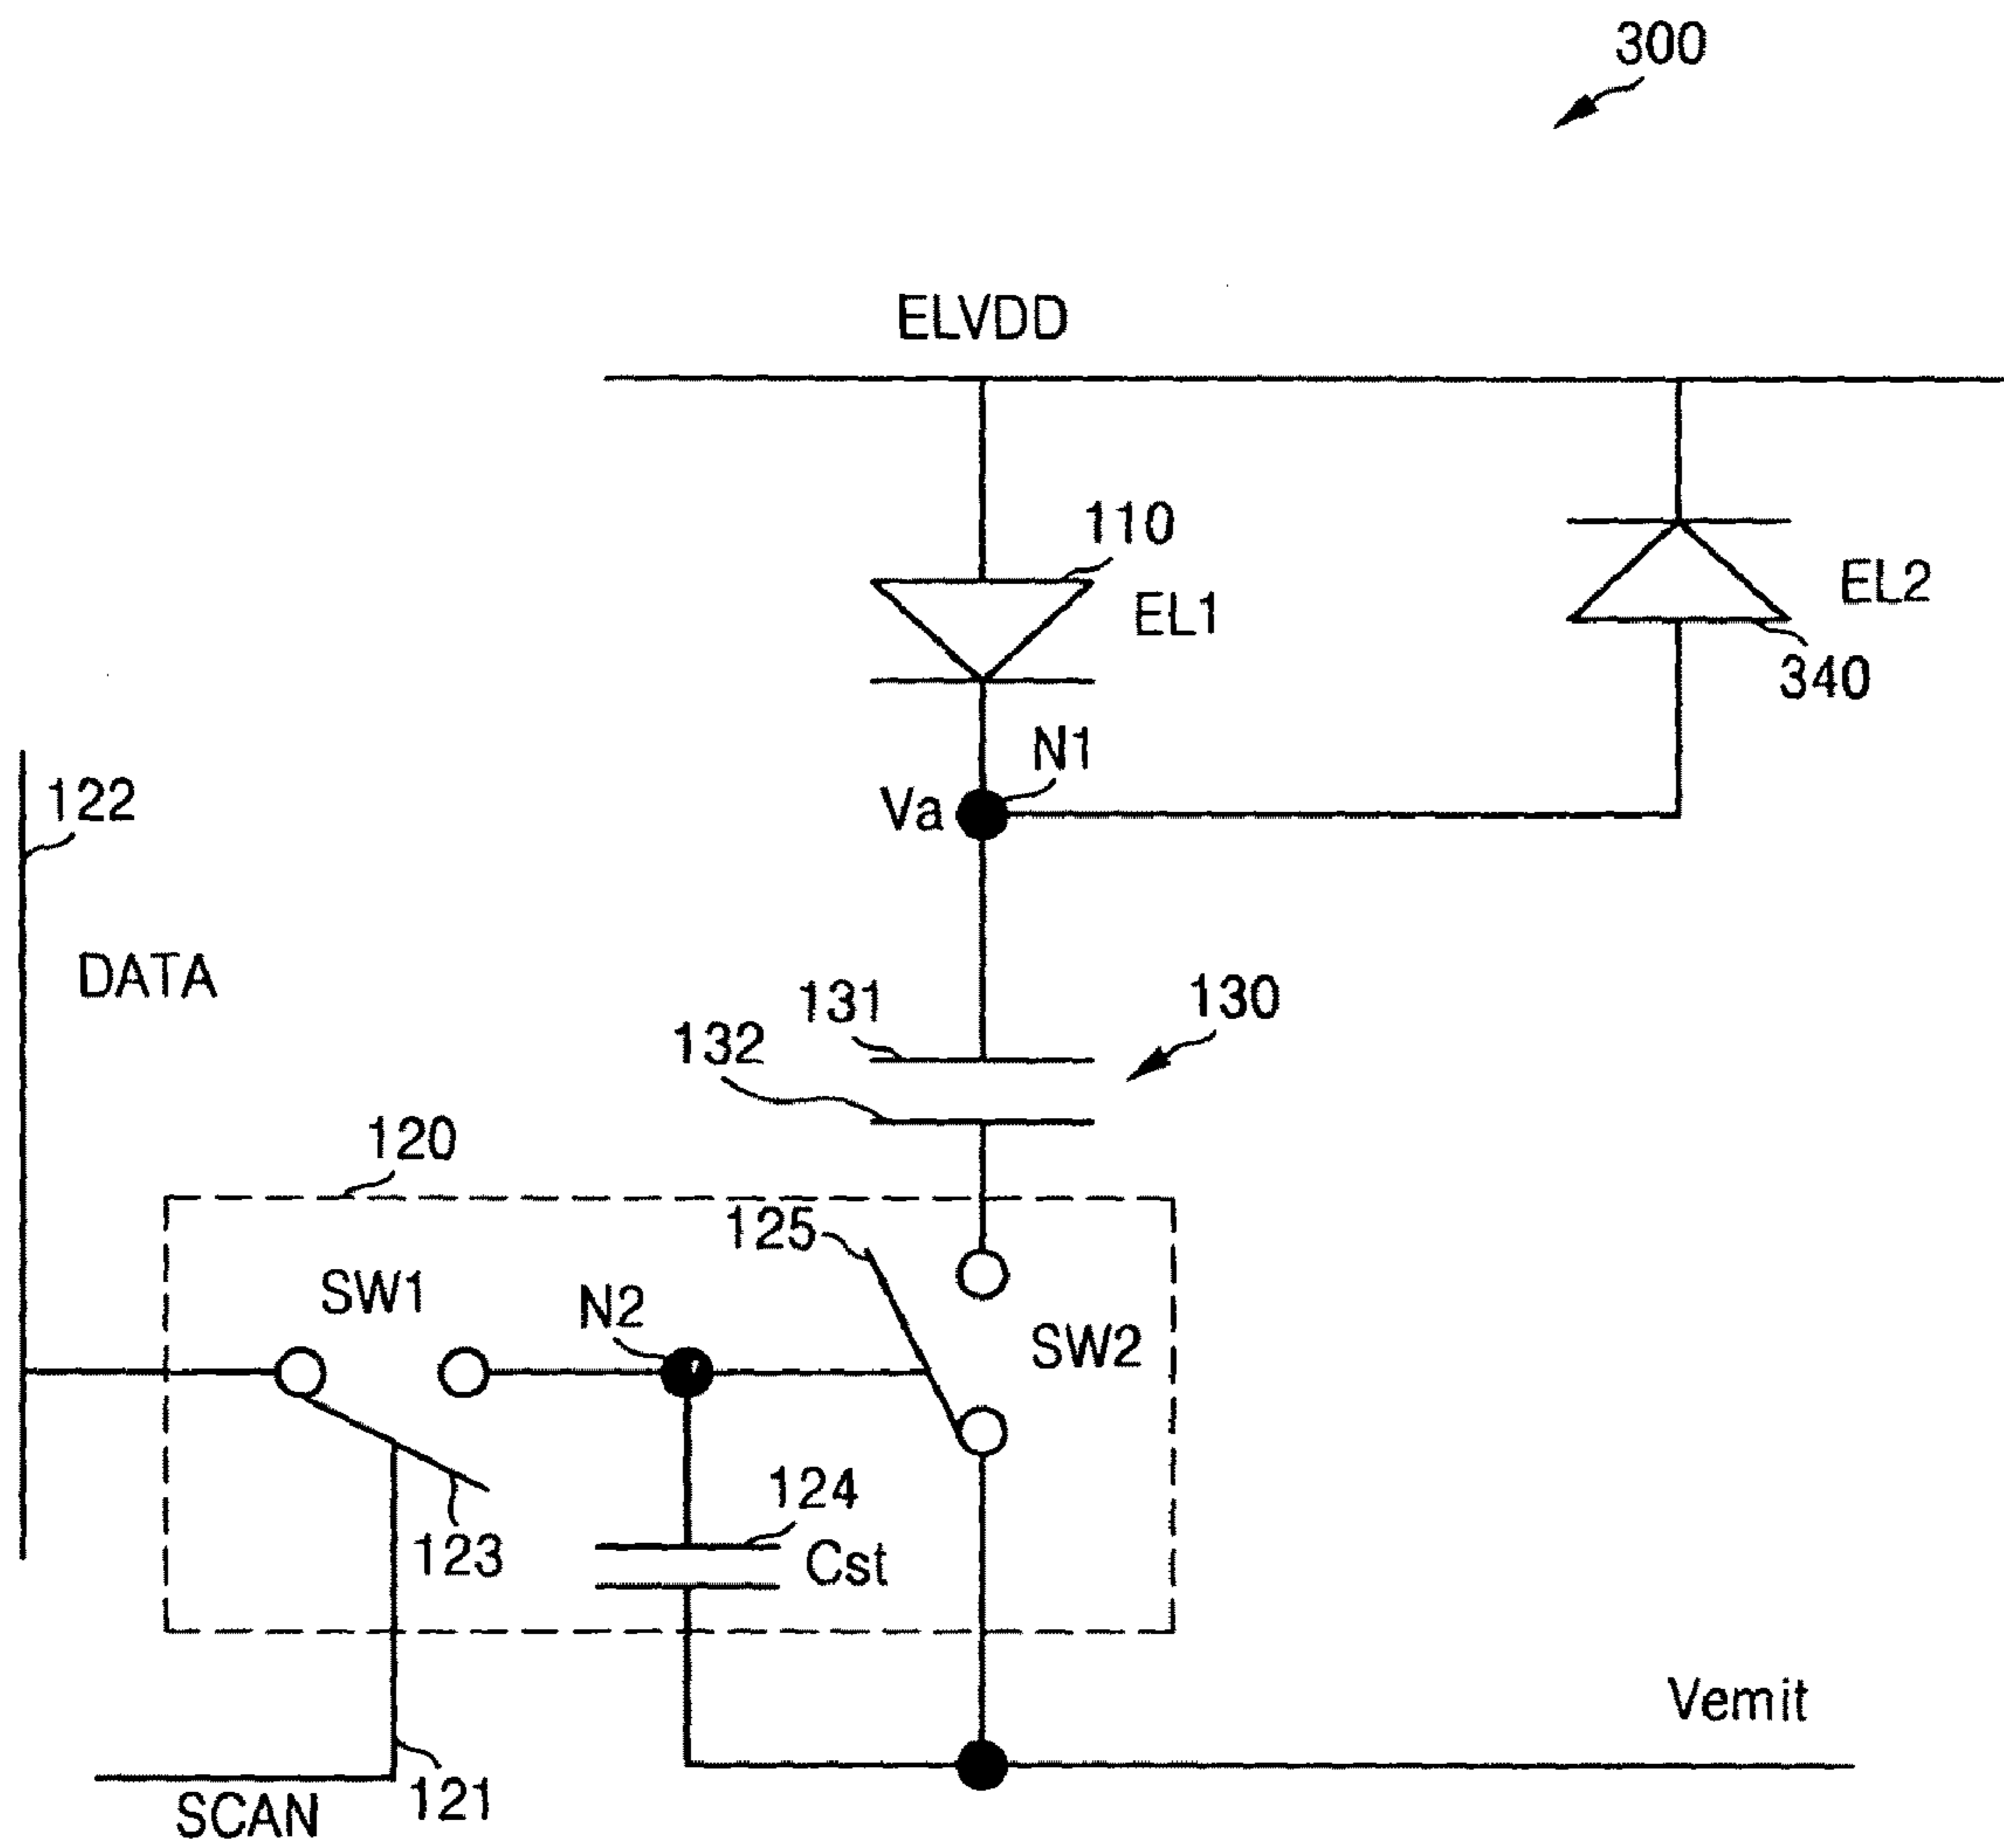 300
ELVDD
110
EL1
EL2
340
N1
Va
122
DATA
131
130
132
120
125
SW1
N2
SW2
124
Cst
123
Vemit
121
SCAN